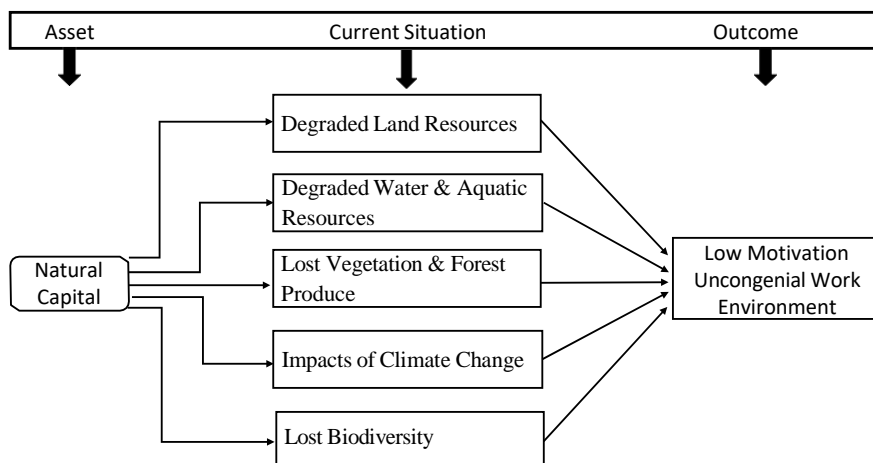 Asset
Current Situation
Outcome
Degraded Land Resources
Degraded Water & Aquatic
Resources
Natural
Capital
Lost Vegetation & Forest
Produce
Impacts of Climate Change
Lost Biodiversity
Low Motivation
Uncongenial Work
Environment